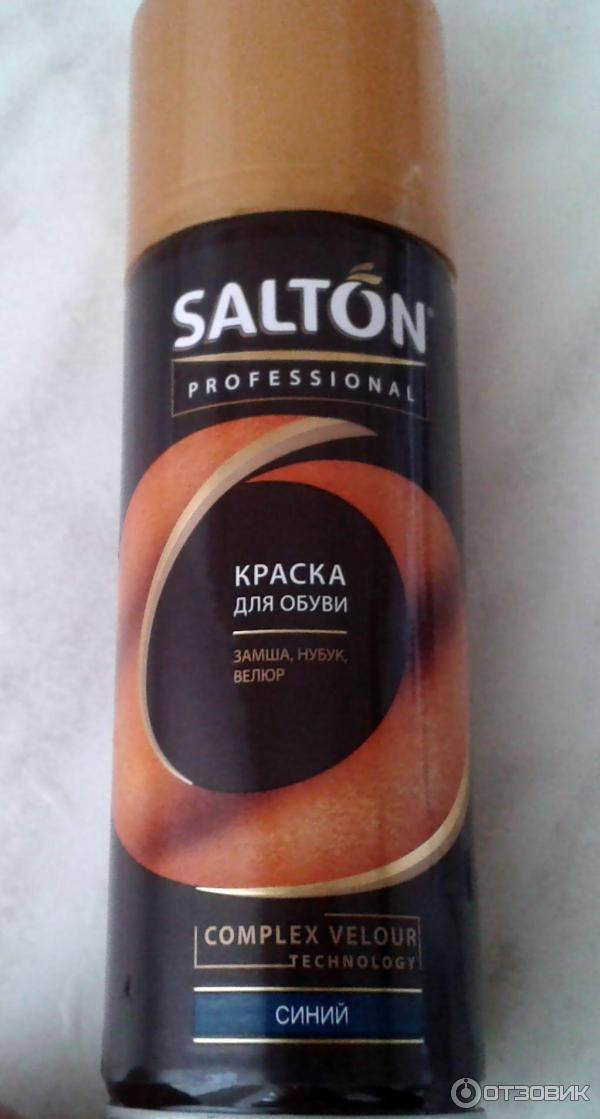 SALTON
PROFESSIONAL
КРАСКА
ДЛЯ ОБУВИ
ЗАМША, НУБУК,
ВЕЛЮР
COMPLEX VELOUR
TECHNOLOGY
СИНИЙ
ОТЗОВИК